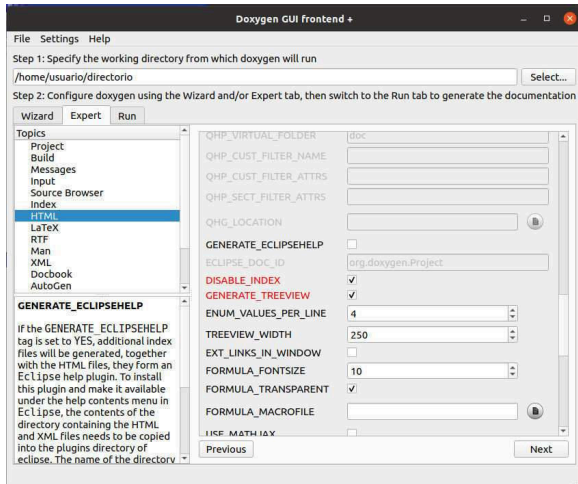 Doxygen GUI frontend +
File Settings Help
Step 1: Specify the working directory from which doxygen will run
/home/usuario/directorio
Select...
Step 2: Configure doxygen using the Wizard and/or Expert tab, then switch to the Run tab to generate the documentation
Wizard Expert Run
Topics
Project
Build
Messages
Input
Source Browser
Index
HTML
LaTeX
RTF
Man
XML
Docbook
AutoGen
GENERATE_ECLIPSEHELP
If the GENERATE_ECLIPSEHELP
tag is set to YES, additional index
files will be generated, together
with the HTML files, they form an
Eclipse help plugin. To install
this plugin and make it available
under the help contents menu in
Eclipse, the contents of the
directory containing the HTML
and XML files needs to be copied
into the plugins directory of
eclipse. The name of the directory
QHP_VIRTUAL_FOLDER doc
QHP_CUST_FILTER_NAME
QHP_CUST_FILTER_ATTRS
QHP_SECT_FILTER_ATTRS
QHG_LOCATION
GENERATE_ECLIPSEHELP
ECLIPSE_DOC_ID org.doxygen.Project
DISABLE_INDEX
GENERATE_TREEVIEW
ENUM_VALUES_PER_LINE 4
TREEVIEW_WIDTH 250
EXT_LINKS_IN_WINDOW
FORMULA_FONTSIZE 10
FORMULA_TRANSPARENT
FORMULA_MACROFILE
USE_MATHJAX
Previous
Next